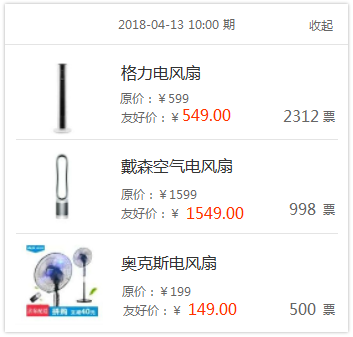 2018-04-13 10:00 期 收起
格力电风扇
原价：￥599
友好价：￥549.00 2312 票
戴森空气电风扇
原价：￥1599
友好价：￥ 1549.00 998 票
奥克斯电风扇
原价：￥199
友好价：￥ 149.00 500 票